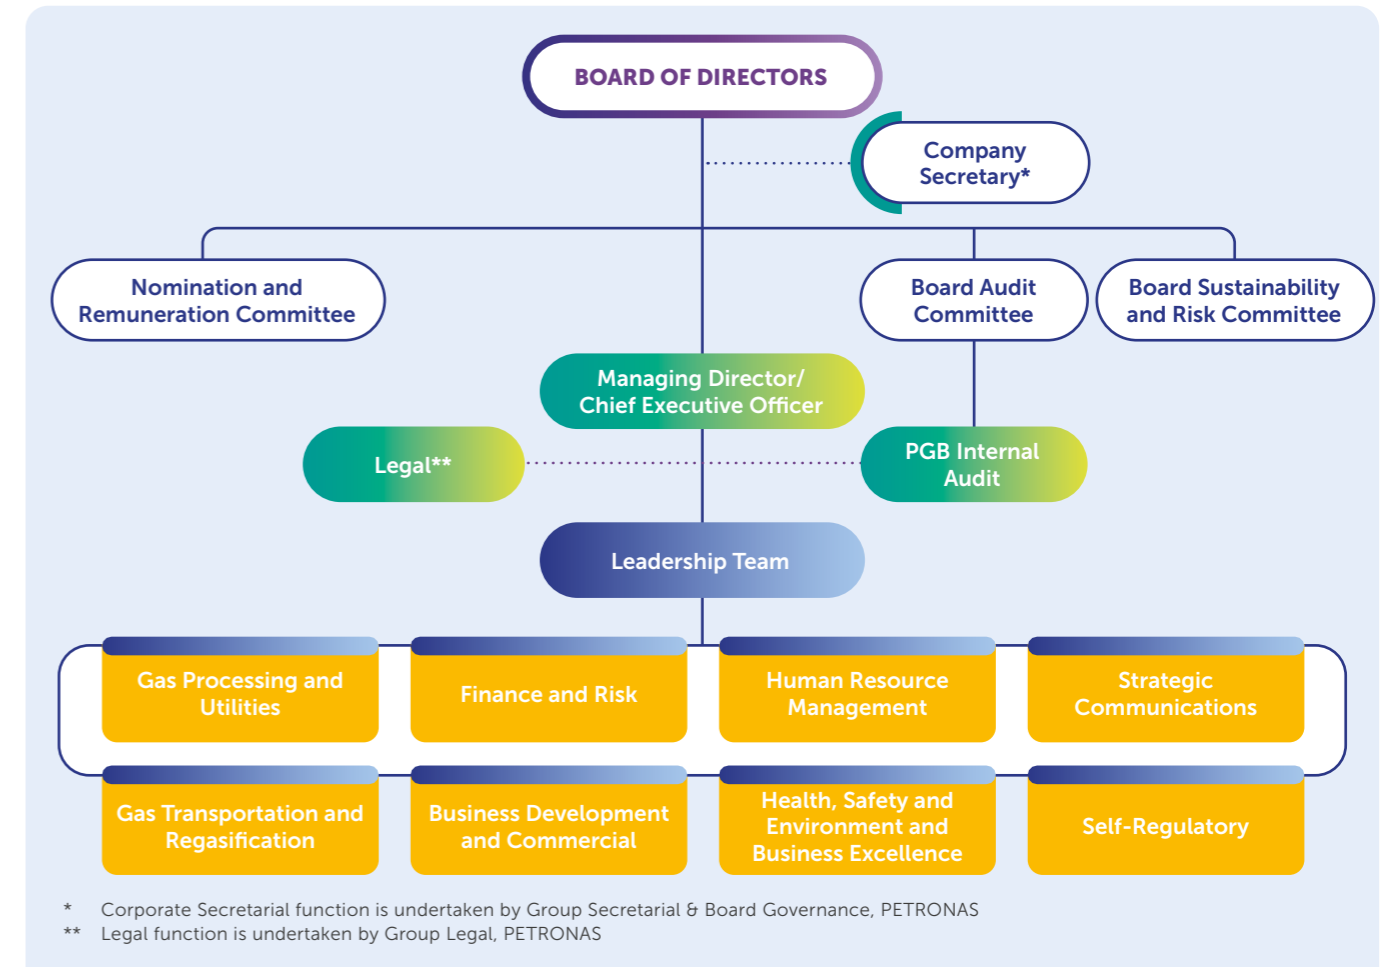 BOARD OF DIRECTORS
Company
Secretary*
Nomination and
Remuneration Committee
Board Audit
Committee
Board Sustainability
and Risk Committee
Managing Director/
Chief Executive Officer
Legal**
PGB Internal
Audit
Leadership Team
Gas Processing and
Utilities
Finance and Risk
Human Resource
Management
Strategic
Communications
Gas Transportation and
Regasification
Business Development
and Commercial
Health, Safety and
Environment and
Business Excellence
Self-Regulatory
* Corporate Secretarial function is undertaken by Group Secretarial & Board Governance, PETRONAS
** Legal function is undertaken by Group Legal, PETRONAS